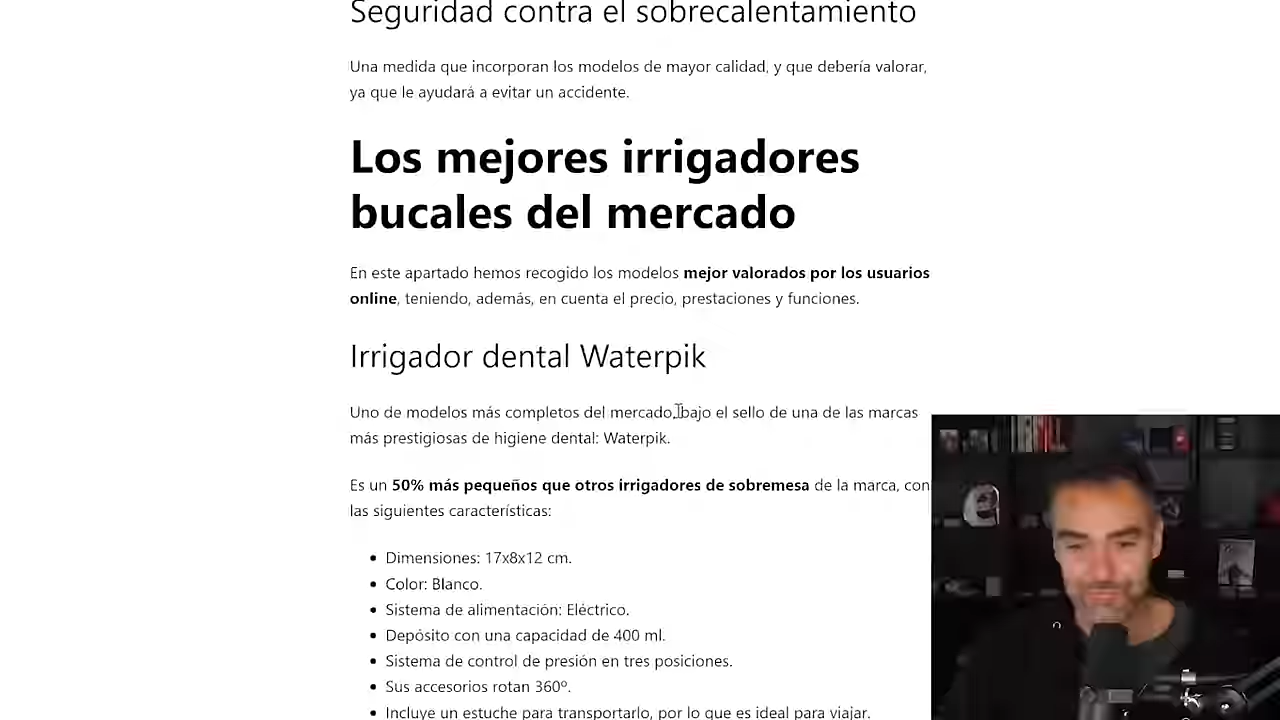 Seguridad contra el sobrecalentamiento
Una medida que incorporan los modelos de mayor calidad, y que debería valorar,
ya que le ayudará a evitar un accidente.
Los mejores irrigadores
bucales del mercado
En este apartado hemos recogido los modelos mejor valorados por los usuarios
online, teniendo, además, en cuenta el precio, prestaciones y funciones.
Irrigador dental Waterpik
Uno de modelos más completos del mercado, bajo el sello de una de las marcas
más prestigiosas de higiene dental: Waterpik.
Es un 50% más pequeños que otros irrigadores de sobremesa de la marca, con
las siguientes características:
Dimensiones: 17x8x12 cm.
Color: Blanco.
Sistema de alimentación: Eléctrico.
Depósito con una capacidad de 400 ml.
Sistema de control de presión en tres posiciones.
Sus accesorios rotan 360º.
Incluye un estuche para transportarlo, por lo que es ideal para viajar.